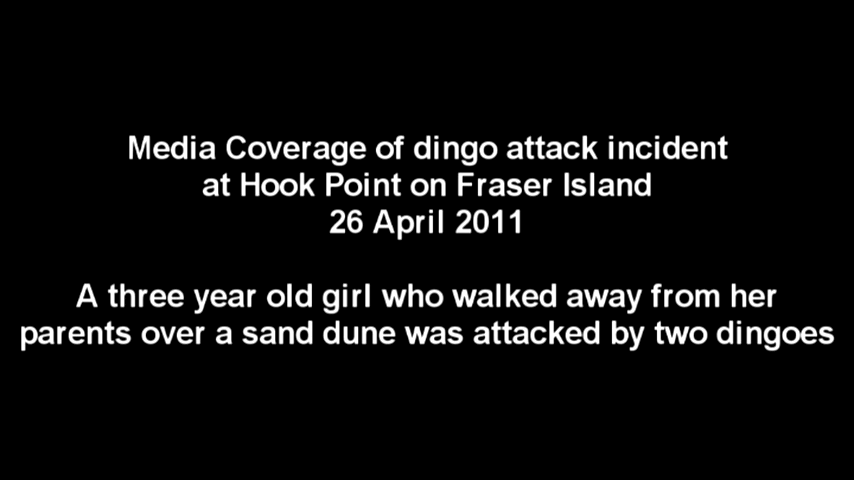 Media Coverage of dingo attack incident
at Hook Point on Fraser Island
26 April 2011
A three year old girl who walked away from her
parents over a sand dune was attacked by two dingoes